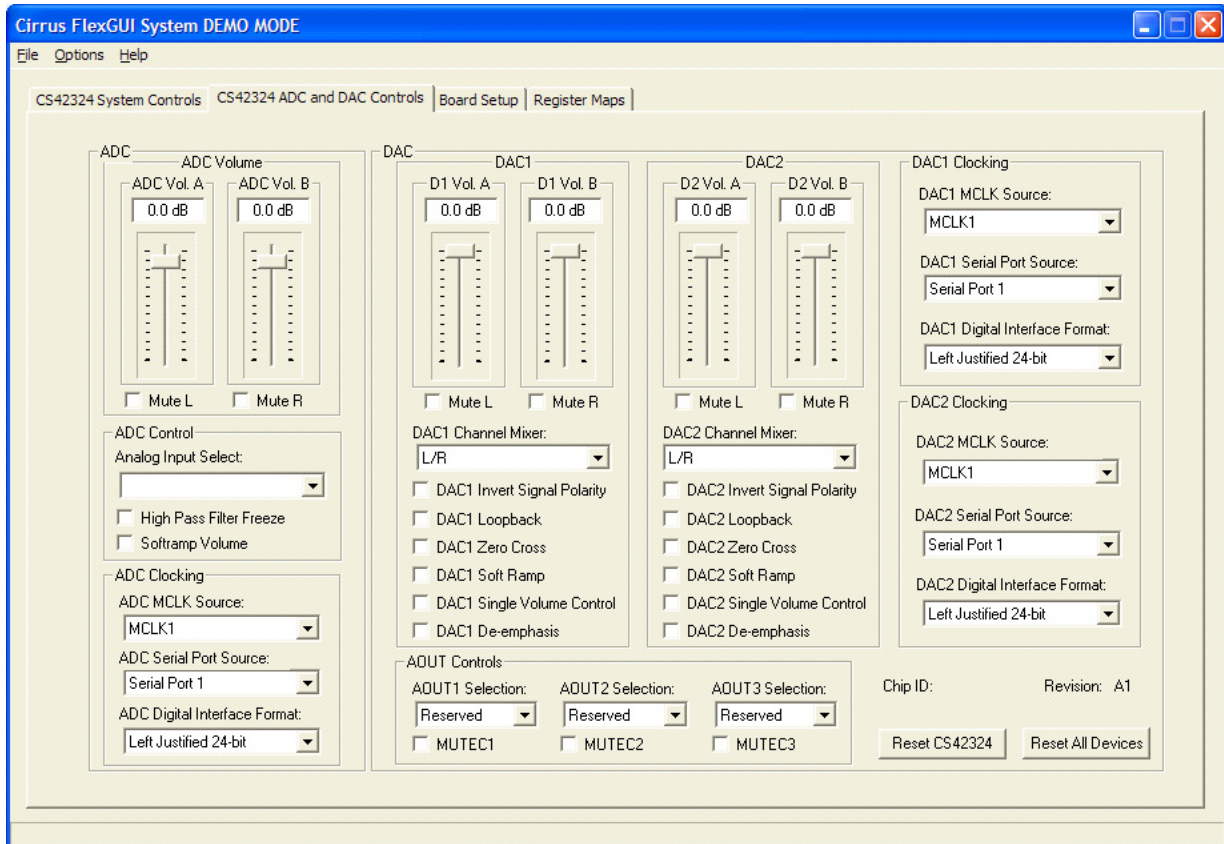 Cirrus FlexGUI System DEMO MODE
File Options Help
CS42324 System Controls
CS42324 ADC and DAC Controls
Board Setup
Register Maps
ADC
ADC Volume
ADC Vol. A
ADC Vol. B
0.0 dB
0.0 dB
Mute L
Mute R
ADC Control
Analog Input Select:
High Pass Filter Freeze
Softramp Volume
ADC Clocking
ADC MCLK Source:
MCLK1
ADC Serial Port Source:
Serial Port 1
ADC Digital Interface Format:
Left Justified 24-bit
DAC
DAC1
D1 Vol. A
D1 Vol. B
0.0 dB
0.0 dB
Mute L
Mute R
DAC1 Channel Mixer:
L/R
DAC1 Invert Signal Polarity
DAC1 Loopback
DAC1 Zero Cross
DAC1 Soft Ramp
DAC1 Single Volume Control
DAC1 De-emphasis
DAC2
D2 Vol. A
D2 Vol. B
0.0 dB
0.0 dB
Mute L
Mute R
DAC2 Channel Mixer:
L/R
DAC2 Invert Signal Polarity
DAC2 Loopback
DAC2 Zero Cross
DAC2 Soft Ramp
DAC2 Single Volume Control
DAC2 De-emphasis
DAC1 Clocking
DAC1 MCLK Source:
MCLK1
DAC1 Serial Port Source:
Serial Port 1
DAC1 Digital Interface Format:
Left Justified 24-bit
DAC2 Clocking
DAC2 MCLK Source:
MCLK1
DAC2 Serial Port Source:
Serial Port 1
DAC2 Digital Interface Format:
Left Justified 24-bit
AOUT Controls
AOUT1 Selection:
Reserved
MUTEC1
AOUT2 Selection:
Reserved
MUTEC2
AOUT3 Selection:
Reserved
MUTEC3
Chip ID:
Revision: A1
Reset CS42324
Reset All Devices